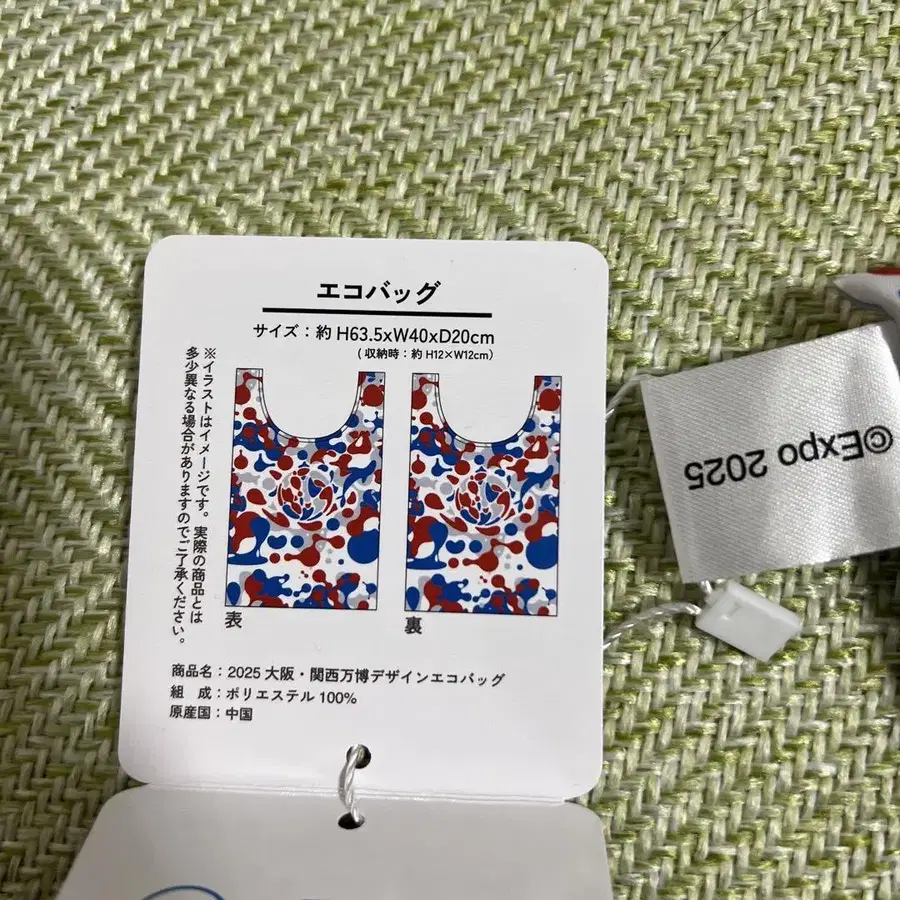 エコバッグ
サイズ：約 H63.5xW40xD20cm
(収納時：約 H12×W12cm)
※イラストはイメージです。実際の商品とは
多少異なる場合がありますのでご了承ください。
表
裏
商品名：2025 大阪・関西万博デザインエコバッグ
組　成：ポリエステル 100%
原産国：中国
©Expo 2025